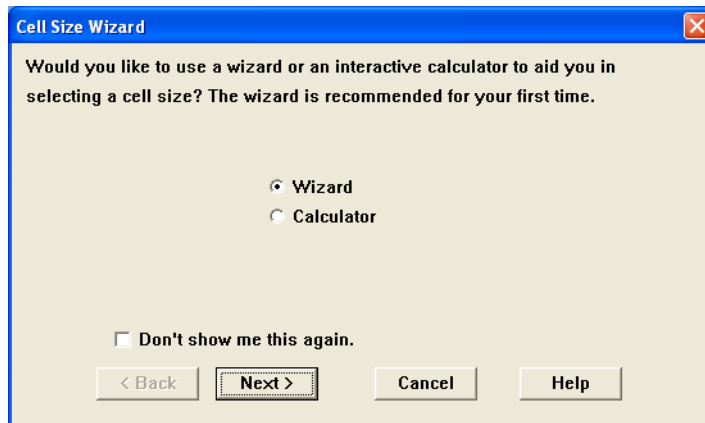 Cell Size Wizard
Would you like to use a wizard or an interactive calculator to aid you in
selecting a cell size? The wizard is recommended for your first time.
Wizard
Calculator
Don't show me this again.
< Back Next > Cancel Help